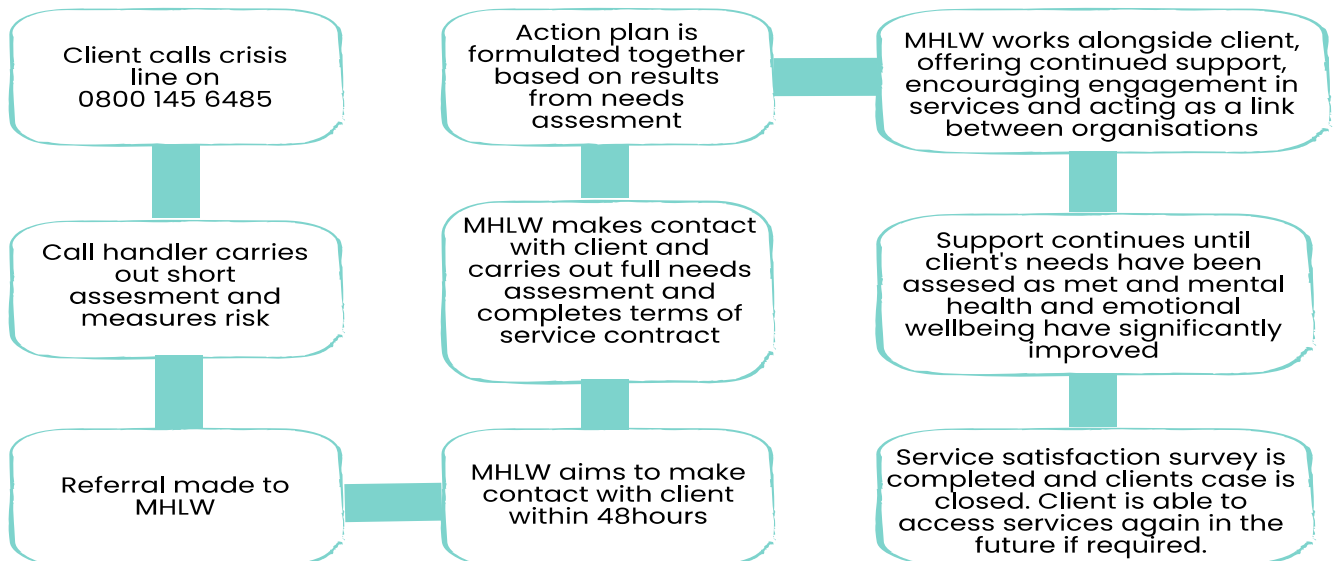 Client calls crisis
line on
0800 145 6485
Call handler carries
out short
assesment and
measures risk
Referral made to
MHLW
MHLW aims to make
contact with client
within 48hours
MHLW makes contact
with client and
carries out full needs
assesment and
completes terms of
service contract
Action plan is
formulated together
based on results
from needs
assesment
MHLW works alongside client,
offering continued support,
encouraging engagement in
services and acting as a link
between organisations
Support continues until
client's needs have been
assesed as met and mental
health and emotional
wellbeing have significantly
improved
Service satisfaction survey is
completed and clients case is
closed. Client is able to
access services again in the
future if required.